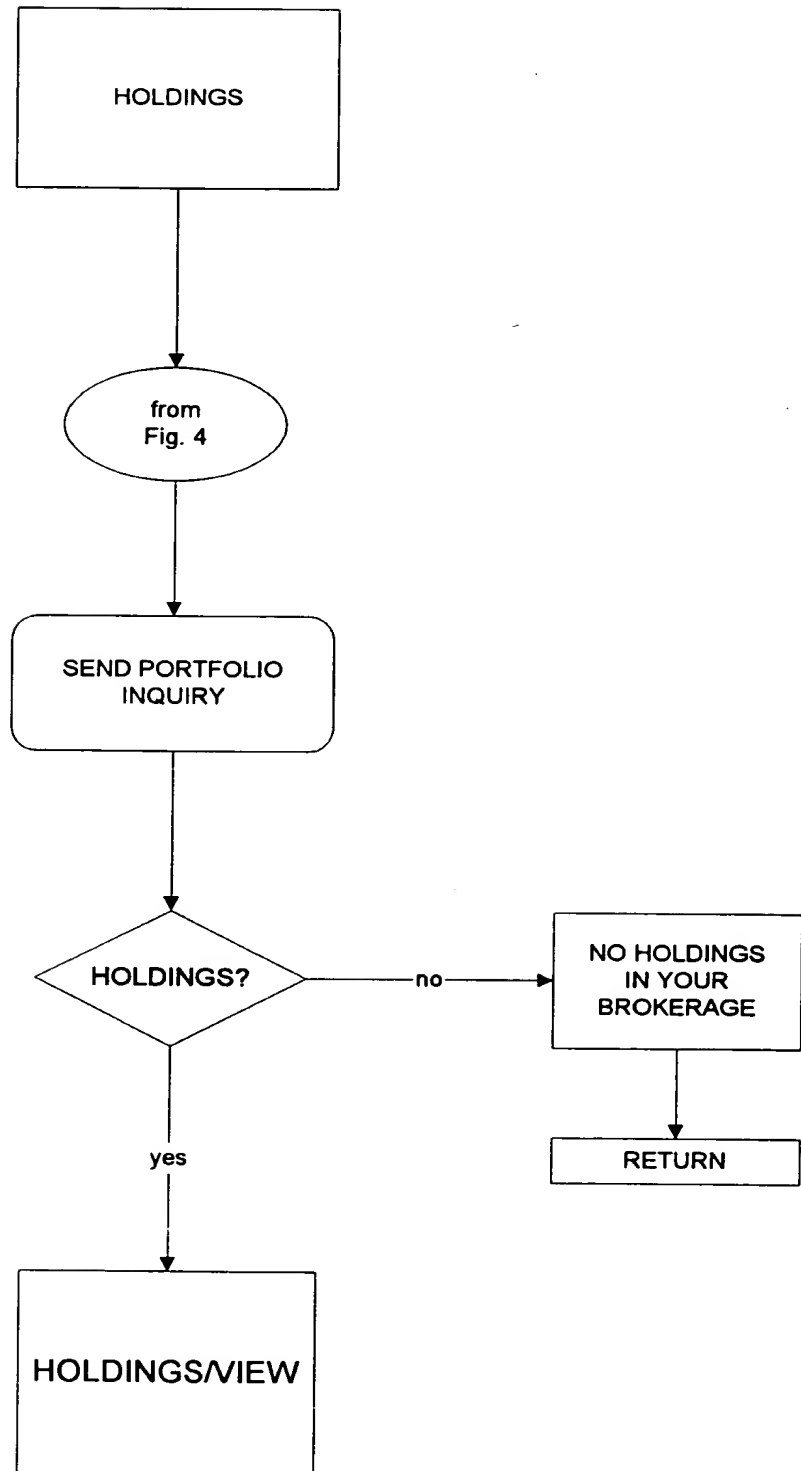 HOLDINGS
from
Fig. 4
SEND PORTFOLIO
INQUIRY
HOLDINGS?
no
NO HOLDINGS
IN YOUR
BROKERAGE
yes
RETURN
HOLDINGS/VIEW